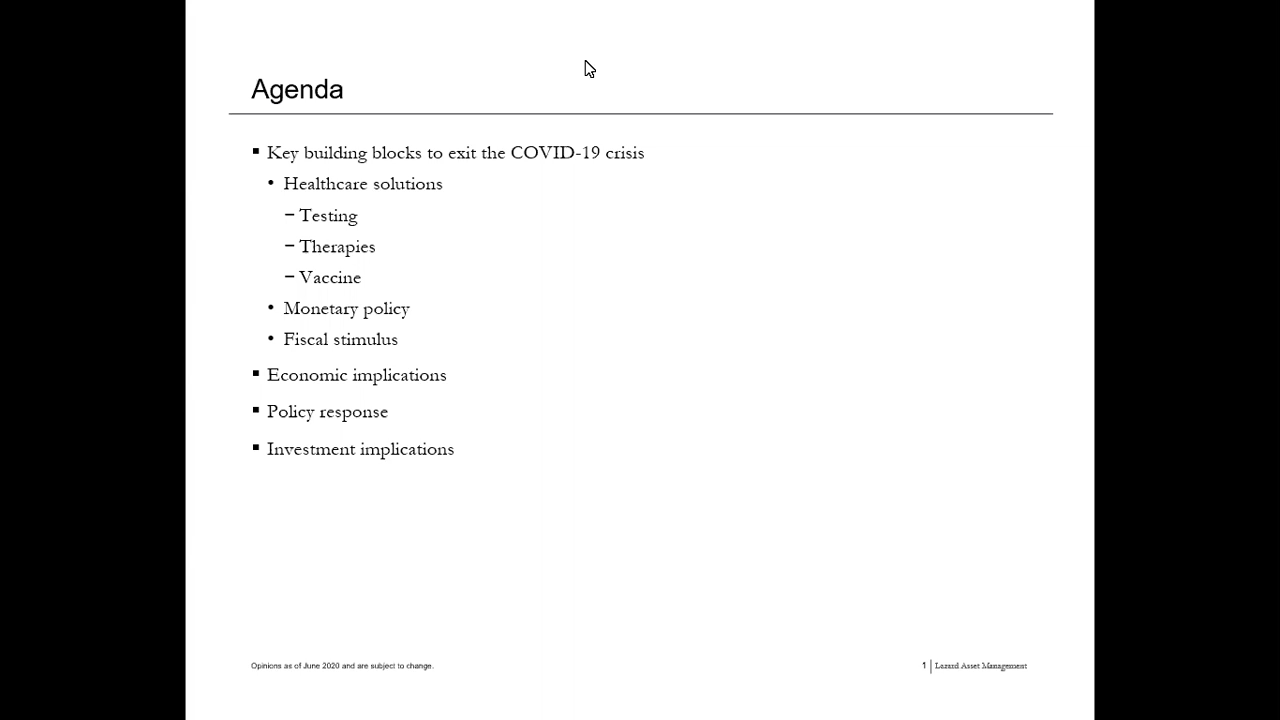 Agenda
▪ Key building blocks to exit the COVID-19 crisis
• Healthcare solutions
– Testing
– Therapies
– Vaccine
• Monetary policy
• Fiscal stimulus
▪ Economic implications
▪ Policy response
▪ Investment implications
Opinions as of June 2020 and are subject to change.
1 | Lazard Asset Management